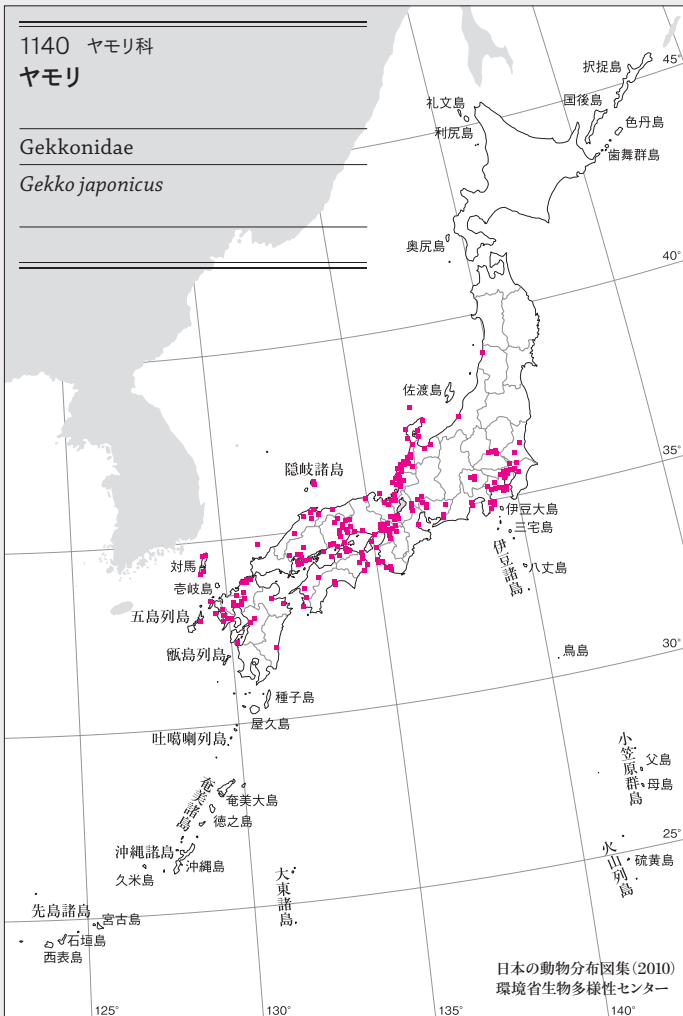 1140 ヤモリ科
ヤモリ
Gekkonidae
Gekko japonicus
45°
択捉島
国後島
礼文島
色丹島
利尻島
歯舞群島
奥尻島
40°
佐渡島
35°
隠岐諸島
伊豆大島
三宅島
伊豆諸島
八丈島
対馬
壱岐島
五島列島
甑島列島
鳥島
30°
種子島
屋久島
吐噶喇列島
小笠原群島
父島
母島
奄美諸島
奄美大島
徳之島
沖縄諸島
沖縄島
久米島
25°
火山列島
硫黄島
大東諸島
先島諸島
宮古島
石垣島
西表島
日本の動物分布図集(2010)
環境省生物多様性センター
125°
130°
135°
140°